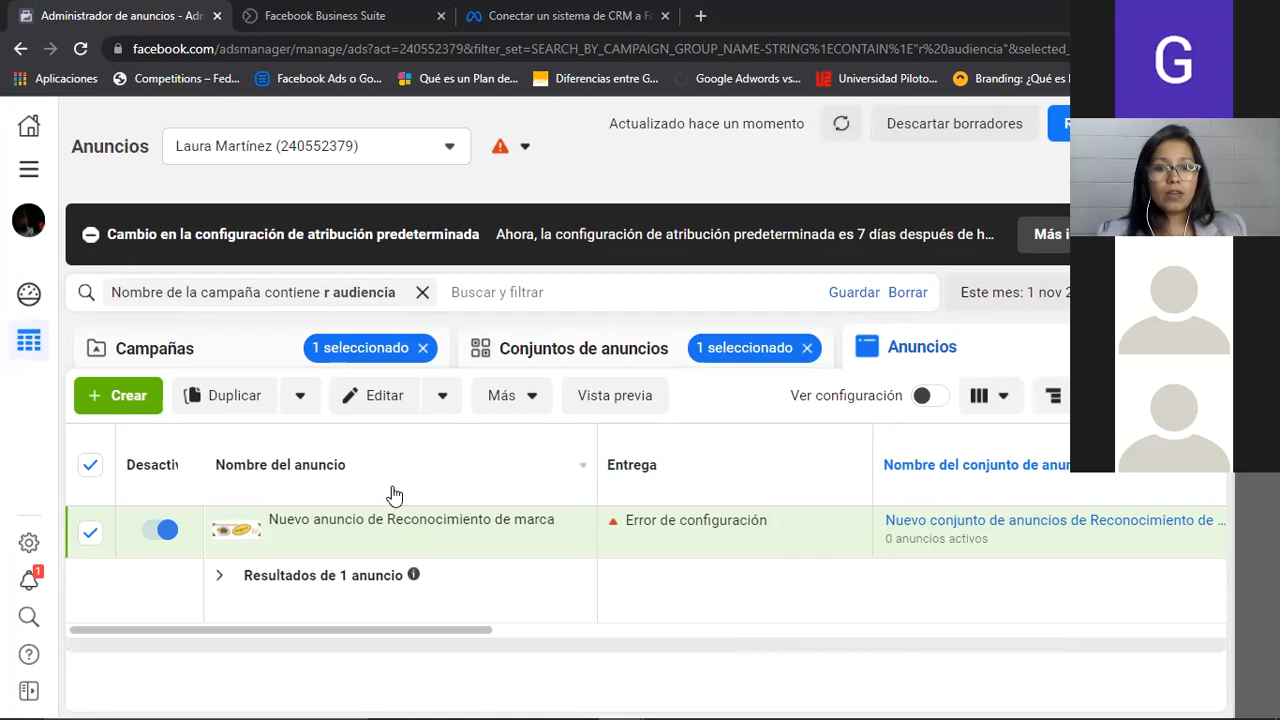 Administrador de anuncios - Adr
Facebook Business Suite
Conectar un sistema de CRM a Fa
facebook.com/adsmanager/manage/ads?act=240552379&filter_set=SEARCH_BY_CAMPAIGN_GROUP_NAME-STRING%1ECONTAIN%1E"r%20audiencia"&selected_
Aplicaciones
Competitions – Fed...
Facebook Ads o Go...
Qué es un Plan de...
Diferencias entre G...
Google Adwords vs...
Universidad Piloto...
Branding: ¿Qué es I
Anuncios
Laura Martínez (240552379)
Actualizado hace un momento
Descartar borradores
R
G
Cambio en la configuración de atribución predeterminada
Ahora, la configuración de atribución predeterminada es 7 días después de h...
Más i
Nombre de la campaña contiene r audiencia
Buscar y filtrar
Guardar
Borrar
Este mes: 1 nov 2
Campañas
1 seleccionado
Conjuntos de anuncios
1 seleccionado
Anuncios
+ Crear
Duplicar
Editar
Más
Vista previa
Ver configuración
Desactiv
Nombre del anuncio
Entrega
Nombre del conjunto de anun
Nuevo anuncio de Reconocimiento de marca
Error de configuración
Nuevo conjunto de anuncios de Reconocimiento de ...
0 anuncios activos
Resultados de 1 anuncio
1